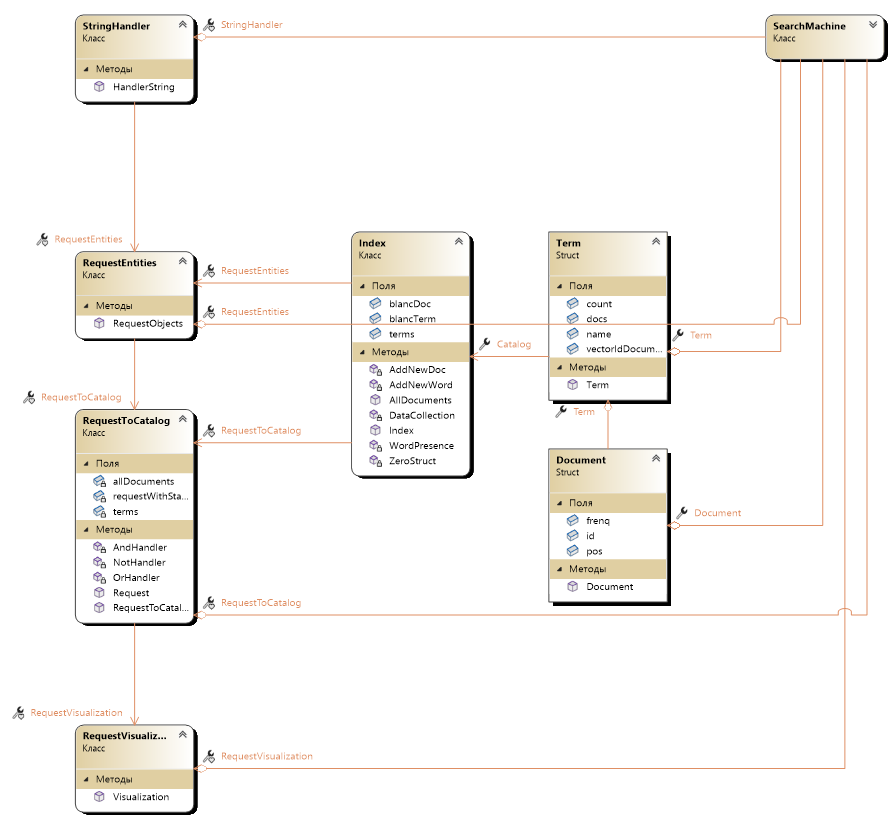 StringHandler
Класс
Методы
HandlerString
StringHandler
SearchMachine
Класс
RequestEntities
RequestEntities
Класс
Методы
RequestObjects
RequestEntities
RequestEntities
Index
Класс
Поля
blancDoc
blancTerm
terms
Методы
AddNewDoc
AddNewWord
AllDocuments
DataCollection
Index
WordPresence
ZeroStruct
Catalog
Term
Struct
Поля
count
docs
name
vectorIdDocum...
Методы
Term
Term
Term
RequestToCatalog
RequestToCatalog
Класс
Поля
allDocuments
requestWithSta...
terms
Методы
AndHandler
NotHandler
OrHandler
Request
RequestToCatal...
RequestToCatalog
RequestToCatalog
Document
Struct
Поля
frenq
id
pos
Методы
Document
Document
RequestVisualization
RequestVisualiz...
Класс
Методы
Visualization
RequestVisualization